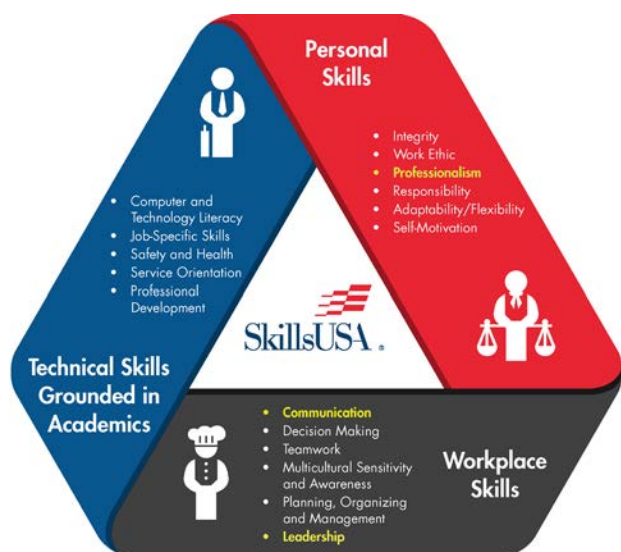 Personal
Skills
• Integrity
• Work Ethic
• Professionalism
• Responsibility
• Adaptability/Flexibility
• Self-Motivation
• Computer and
Technology Literacy
• Job-Specific Skills
• Safety and Health
• Service Orientation
• Professional
Development
Technical Skills
Grounded in
Academics
SkillsUSA ®
• Communication
• Decision Making
• Teamwork
• Multicultural Sensitivity
and Awareness
• Planning, Organizing
and Management
• Leadership
Workplace
Skills